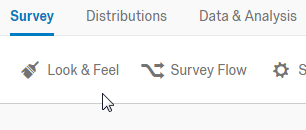 Survey Distributions Data & Analysis
Look & Feel Survey Flow S